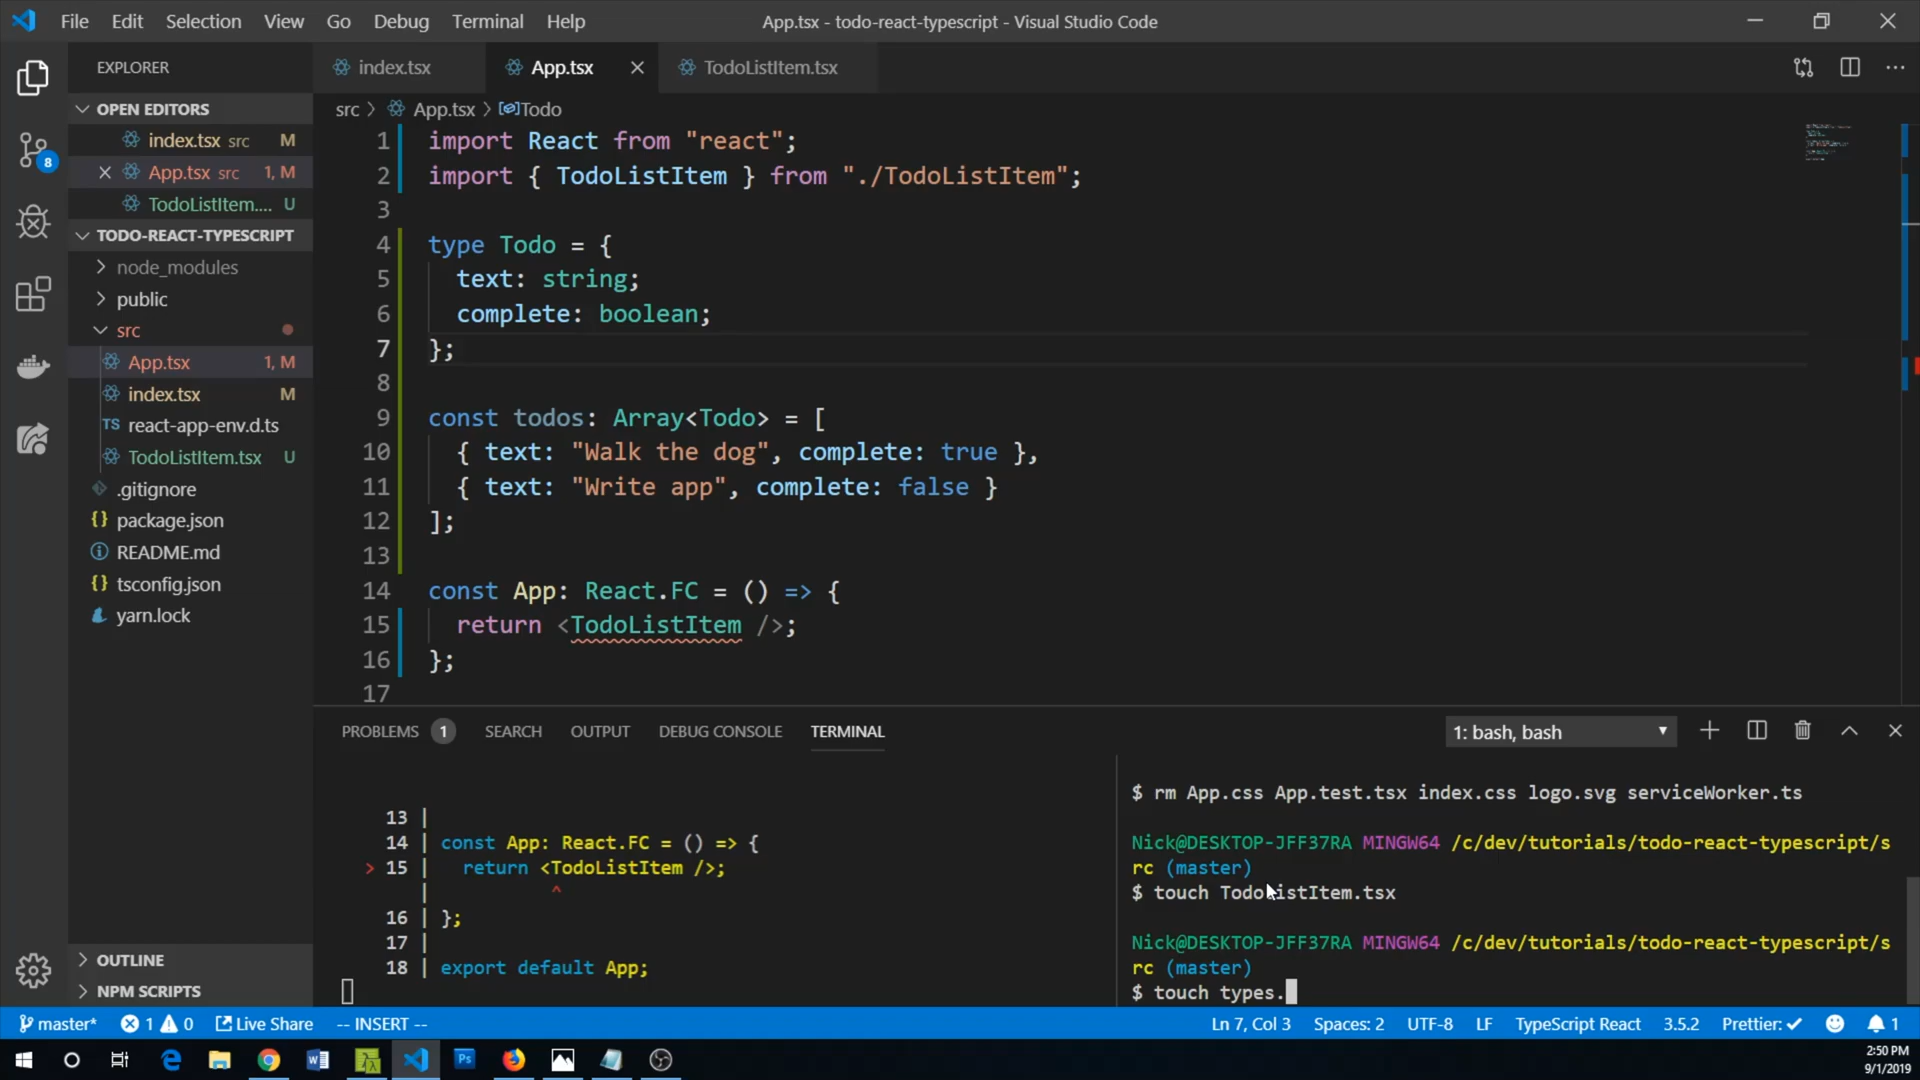 File Edit Selection View Go Debug Terminal Help
App.tsx - todo-react-typescript - Visual Studio Code
EXPLORER
OPEN EDITORS
index.tsx src M
App.tsx src 1, M
TodoListItem.... U
TODO-REACT-TYPESCRIPT
node_modules
public
src
App.tsx 1, M
index.tsx M
TS react-app-env.d.ts
TodoListItem.tsx U
.gitignore
{} package.json
README.md
{} tsconfig.json
yarn.lock
OUTLINE
NPM SCRIPTS
8
index.tsx App.tsx TodoListItem.tsx
src > App.tsx > Todo
1 import React from "react";
2 import { TodoListItem } from "./TodoListItem";
3
4 type Todo = {
5 text: string;
6 complete: boolean;
7 };
8
9 const todos: Array<Todo> = [
10 { text: "Walk the dog", complete: true },
11 { text: "Write app", complete: false }
12 ];
13
14 const App: React.FC = () => {
15 return <TodoListItem />;
16 };
17
PROBLEMS 1 SEARCH OUTPUT DEBUG CONSOLE TERMINAL
1: bash, bash
13 |
14 | const App: React.FC = () => {
> 15 | return <TodoListItem />;
| ^
16 | };
17 |
18 | export default App;
$ rm App.css App.test.tsx index.css logo.svg serviceWorker.ts
Nick@DESKTOP-JFF37RA MINGW64 /c/dev/tutorials/todo-react-typescript/s
rc (master)
$ touch TodoListItem.tsx
Nick@DESKTOP-JFF37RA MINGW64 /c/dev/tutorials/todo-react-typescript/s
rc (master)
$ touch types.
master* 1 0 Live Share -- INSERT --
Ln 7, Col 3 Spaces: 2 UTF-8 LF TypeScript React 3.5.2 Prettier: ✓ 1
Ps
2:50 PM
9/1/2019